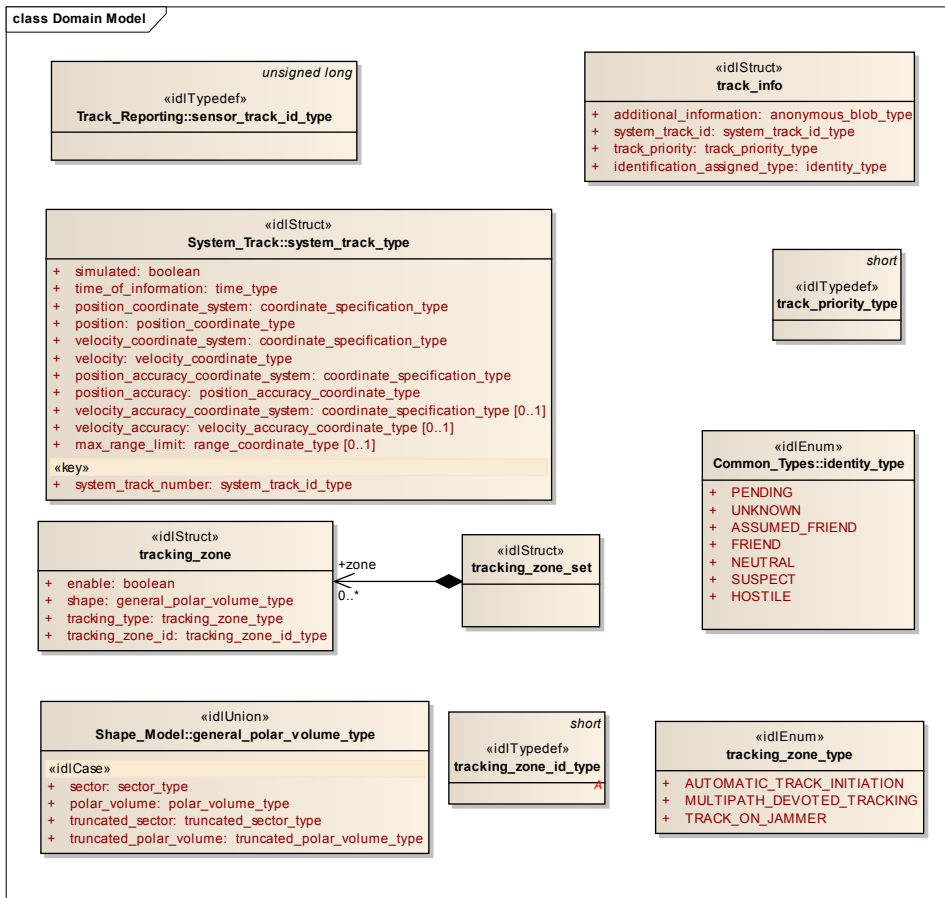 class Domain Model
unsigned long
«idlTypedef»
Track_Reporting::sensor_track_id_type
«idlStruct»
track_info
+ additional_information: anonymous_blob_type
+ system_track_id: system_track_id_type
+ track_priority: track_priority_type
+ identification_assigned_type: identity_type
«idlStruct»
System_Track::system_track_type
+ simulated: boolean
+ time_of_information: time_type
+ position_coordinate_system: coordinate_specification_type
+ position: position_coordinate_type
+ velocity_coordinate_system: coordinate_specification_type
+ velocity: velocity_coordinate_type
+ position_accuracy_coordinate_system: coordinate_specification_type
+ position_accuracy: position_accuracy_coordinate_type
+ velocity_accuracy_coordinate_system: coordinate_specification_type [0..1]
+ velocity_accuracy: velocity_accuracy_coordinate_type [0..1]
+ max_range_limit: range_coordinate_type [0..1]
«key»
+ system_track_number: system_track_id_type
short
«idlTypedef»
track_priority_type
«idlEnum»
Common_Types::identity_type
+ PENDING
+ UNKNOWN
+ ASSUMED_FRIEND
+ FRIEND
+ NEUTRAL
+ SUSPECT
+ HOSTILE
«idlStruct»
tracking_zone
+ enable: boolean
+ shape: general_polar_volume_type
+ tracking_type: tracking_zone_type
+ tracking_zone_id: tracking_zone_id_type
+zone
0..*
«idlStruct»
tracking_zone_set
«idlUnion»
Shape_Model::general_polar_volume_type
«idlCase»
+ sector: sector_type
+ polar_volume: polar_volume_type
+ truncated_sector: truncated_sector_type
+ truncated_polar_volume: truncated_polar_volume_type
short
«idlTypedef»
tracking_zone_id_type
A
«idlEnum»
tracking_zone_type
+ AUTOMATIC_TRACK_INITIATION
+ MULTIPATH_DEVOTED_TRACKING
+ TRACK_ON_JAMMER